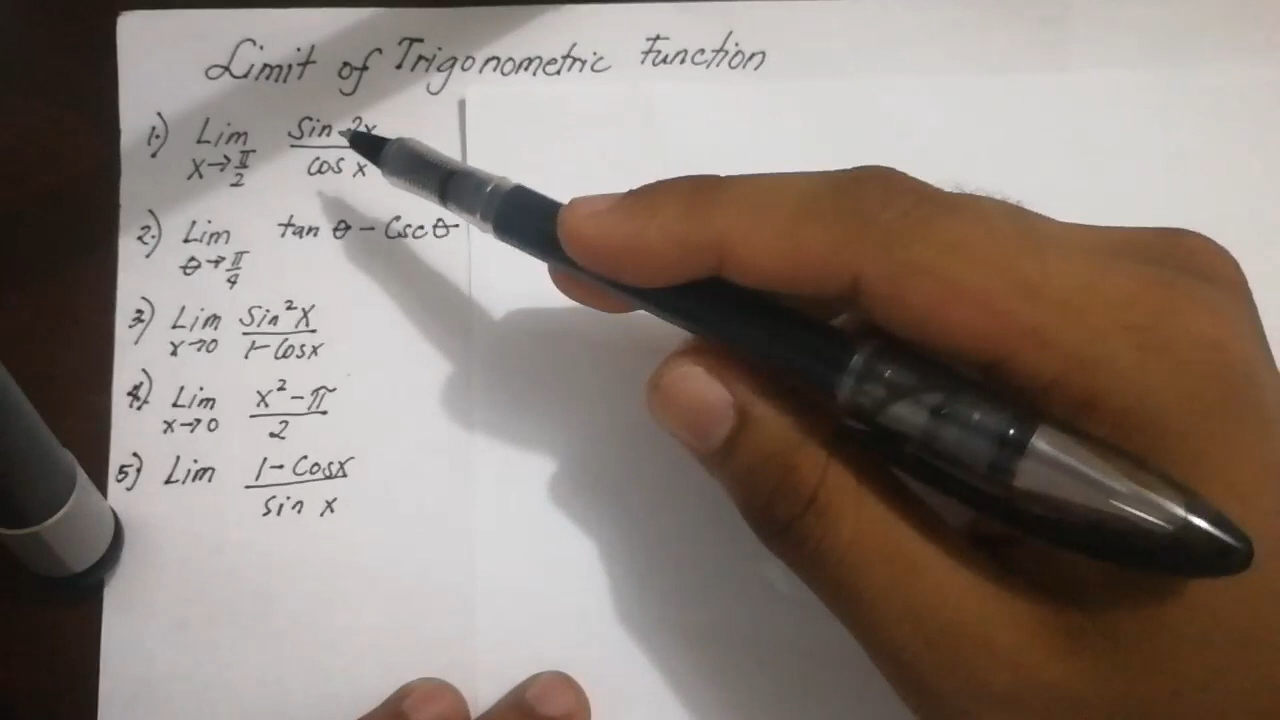 Limit of Trigonometric Function
1.) Lim x→π/2 Sin 2x / cos x
2.) Lim θ→π/4 tan θ - Csc θ
3.) Lim x→0 Sin²x / 1-Cosx
4.) Lim x→0 x²-π / 2
5.) Lim 1-Cosx / sin x